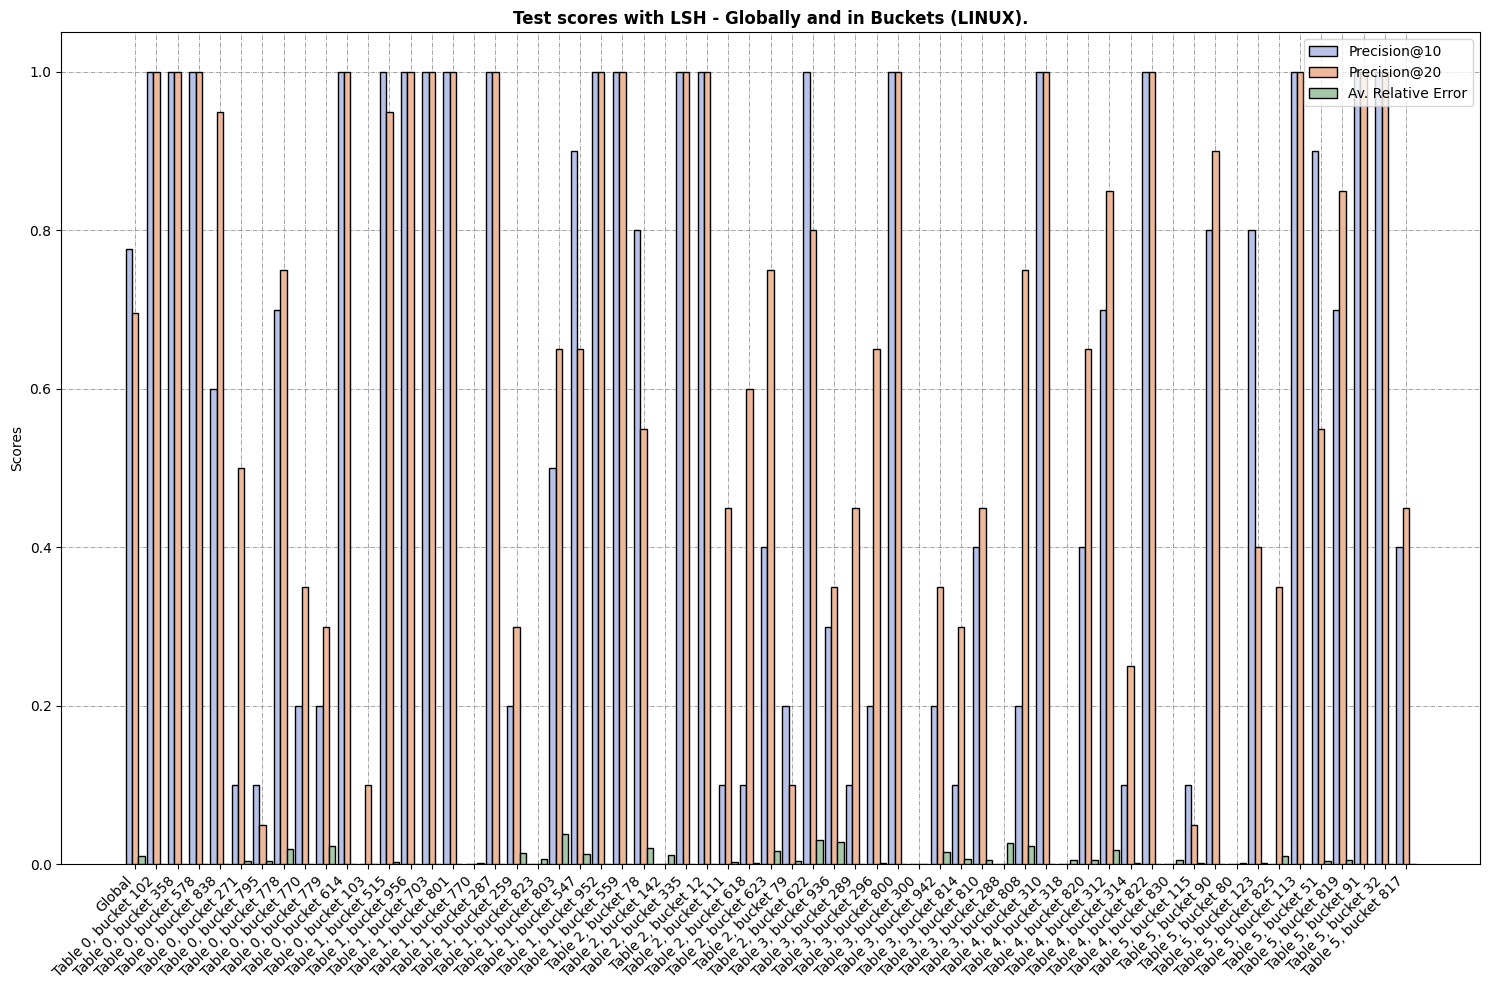 Test scores with LSH - Globally and in Buckets (LINUX).
Precision@10
Precision@20
Av. Relative Error
Scores
1.0
0.8
0.6
0.4
0.2
0.0
Global
Table 0, bucket 102
Table 0, bucket 358
Table 0, bucket 578
Table 0, bucket 838
Table 0, bucket 271
Table 0, bucket 795
Table 0, bucket 778
Table 0, bucket 770
Table 0, bucket 779
Table 0, bucket 614
Table 1, bucket 103
Table 1, bucket 515
Table 1, bucket 956
Table 1, bucket 703
Table 1, bucket 801
Table 1, bucket 770
Table 1, bucket 287
Table 1, bucket 259
Table 1, bucket 823
Table 1, bucket 803
Table 1, bucket 547
Table 1, bucket 952
Table 2, bucket 559
Table 2, bucket 78
Table 2, bucket 142
Table 2, bucket 335
Table 2, bucket 12
Table 2, bucket 111
Table 2, bucket 618
Table 2, bucket 623
Table 2, bucket 79
Table 2, bucket 622
Table 3, bucket 536
Table 3, bucket 289
Table 3, bucket 296
Table 3, bucket 800
Table 3, bucket 300
Table 3, bucket 942
Table 3, bucket 814
Table 3, bucket 810
Table 3, bucket 288
Table 3, bucket 808
Table 4, bucket 310
Table 4, bucket 318
Table 4, bucket 820
Table 4, bucket 312
Table 4, bucket 314
Table 4, bucket 822
Table 4, bucket 830
Table 5, bucket 115
Table 5, bucket 90
Table 5, bucket 80
Table 5, bucket 123
Table 5, bucket 825
Table 5, bucket 113
Table 5, bucket 51
Table 5, bucket 819
Table 5, bucket 91
Table 5, bucket 32
Table 5, bucket 817